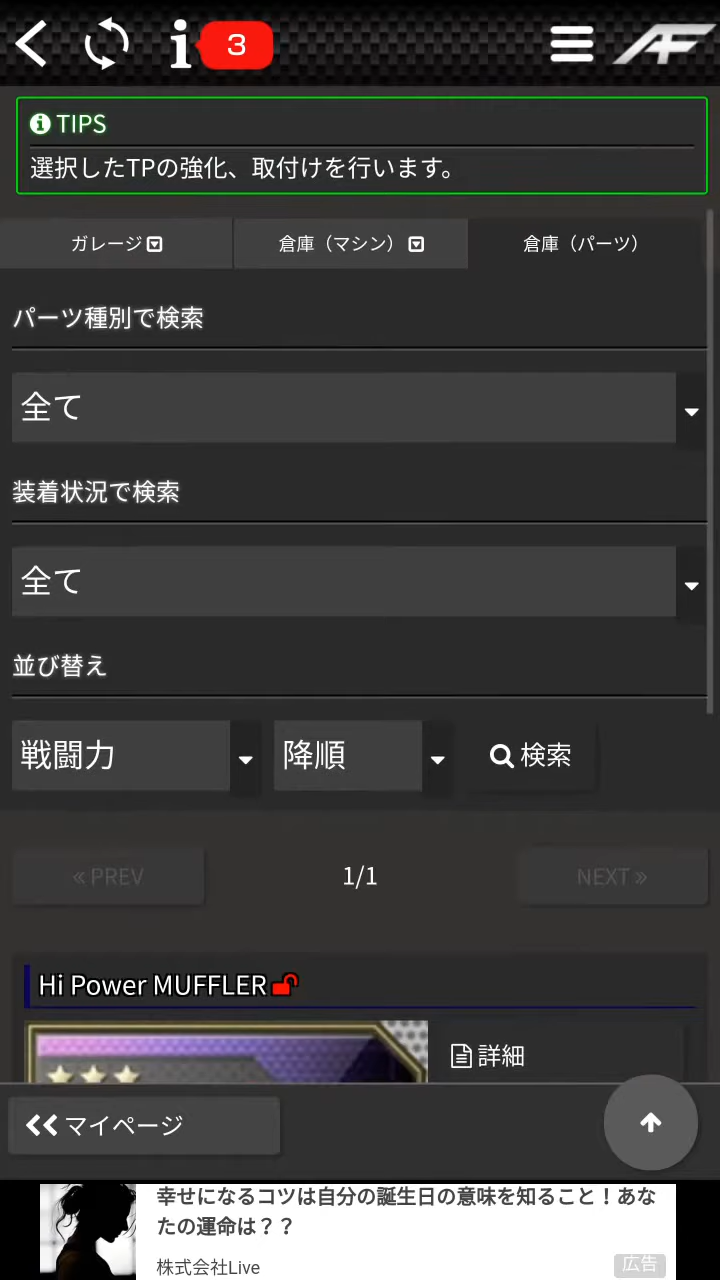 3
AF
TIPS
選択したTPの強化、取付けを行います。
ガレージ 倉庫（マシン） 倉庫（パーツ）
パーツ種別で検索
全て
装着状況で検索
全て
並び替え
戦闘力 降順 検索
«PREV 1/1 NEXT»
Hi Power MUFFLER
詳細
マイページ
幸せになるコツは自分の誕生日の意味を知ること！あな
たの運命は？？
株式会社Live 広告